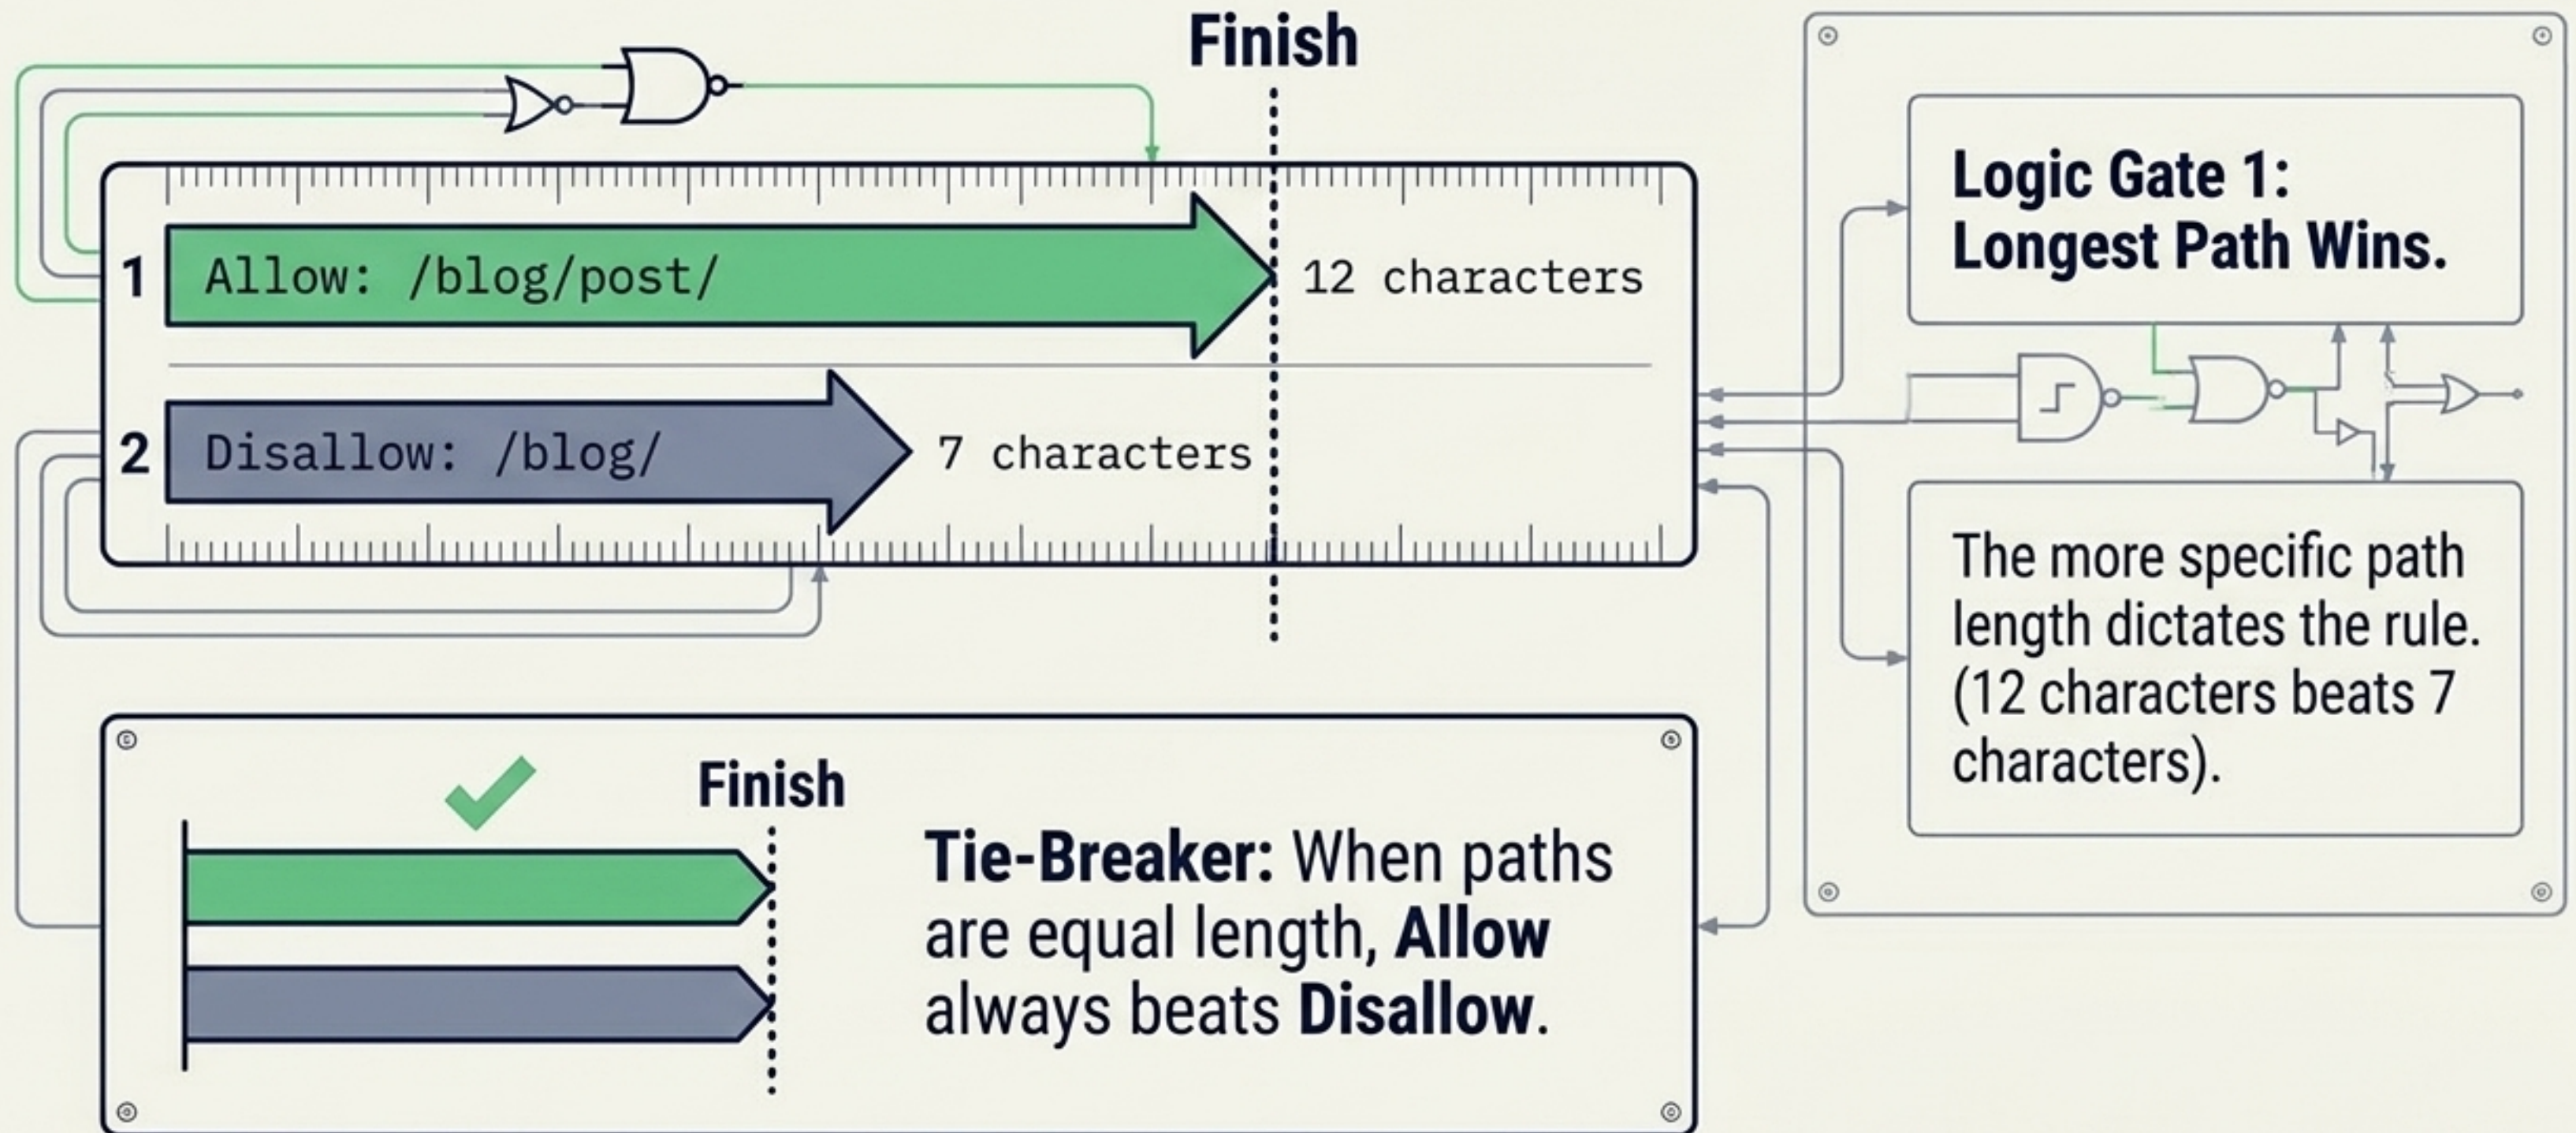 Finish
1
Allow: /blog/post/
12 characters
2
Disallow: /blog/
7 characters
Logic Gate 1:
Longest Path Wins.
The more specific path
length dictates the rule.
(12 characters beats 7
characters).
Finish
Tie-Breaker: When paths
are equal length, Allow
always beats Disallow.